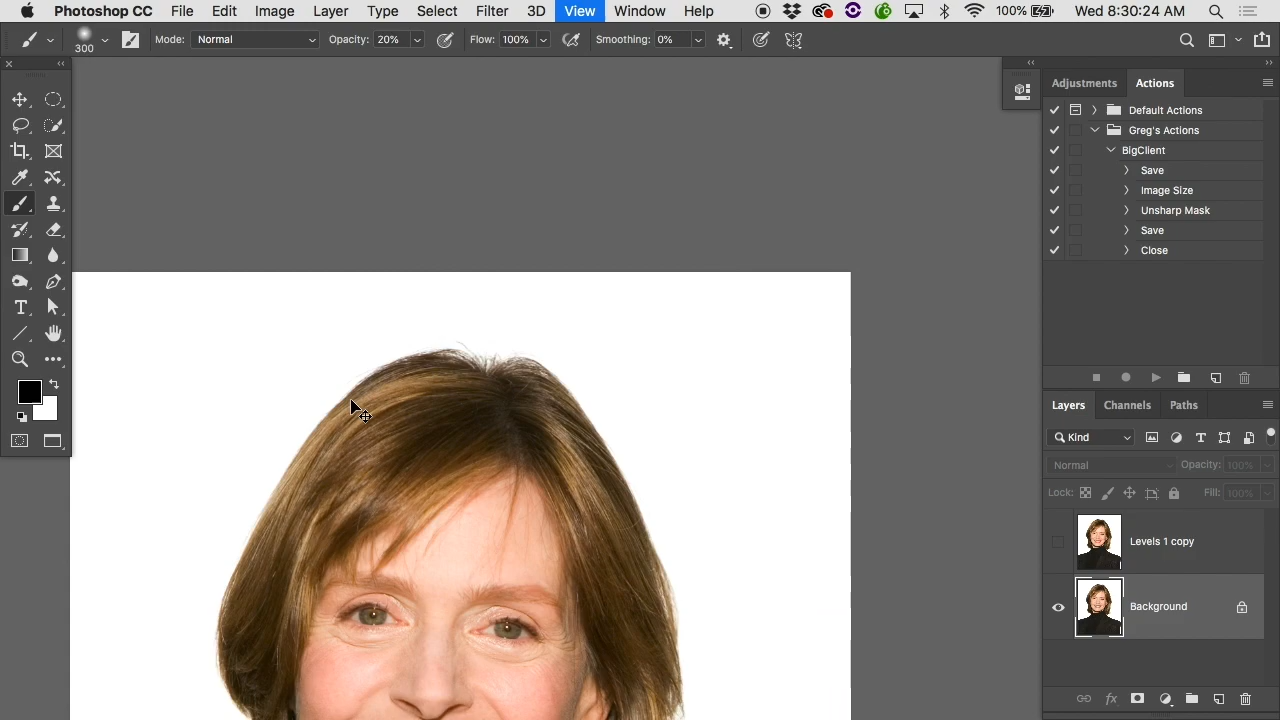 Photoshop CC File Edit Image Layer Type Select Filter 3D View Window Help 100% Wed 8:30:24 AM
300 Mode: Normal Opacity: 20% Flow: 100% Smoothing: 0%
Adjustments Actions
Default Actions
Greg's Actions
BigClient
Save
Image Size
Unsharp Mask
Save
Close
Layers Channels Paths
Kind
Normal Opacity: 100%
Lock: Fill: 100%
Levels 1 copy
Background